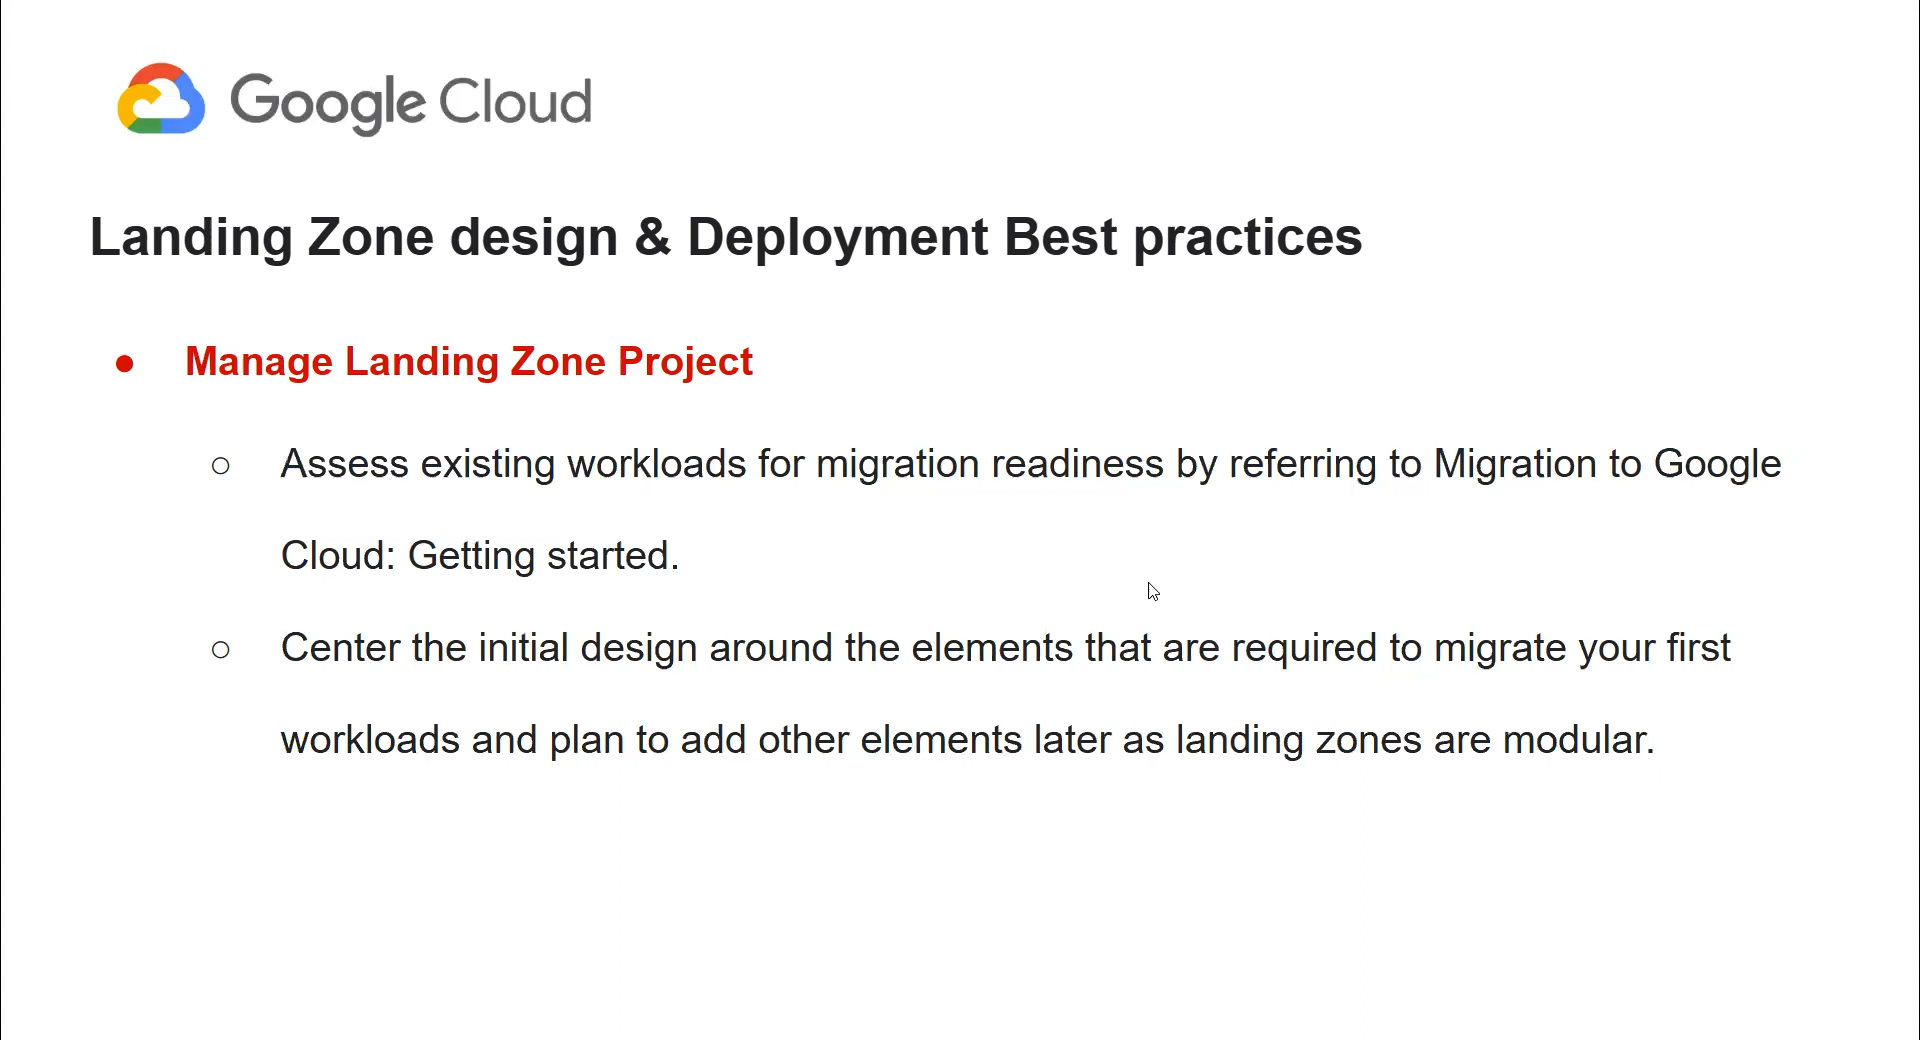 Google Cloud
Landing Zone design & Deployment Best practices
● Manage Landing Zone Project
○ Assess existing workloads for migration readiness by referring to Migration to Google
Cloud: Getting started.
○ Center the initial design around the elements that are required to migrate your first
workloads and plan to add other elements later as landing zones are modular.